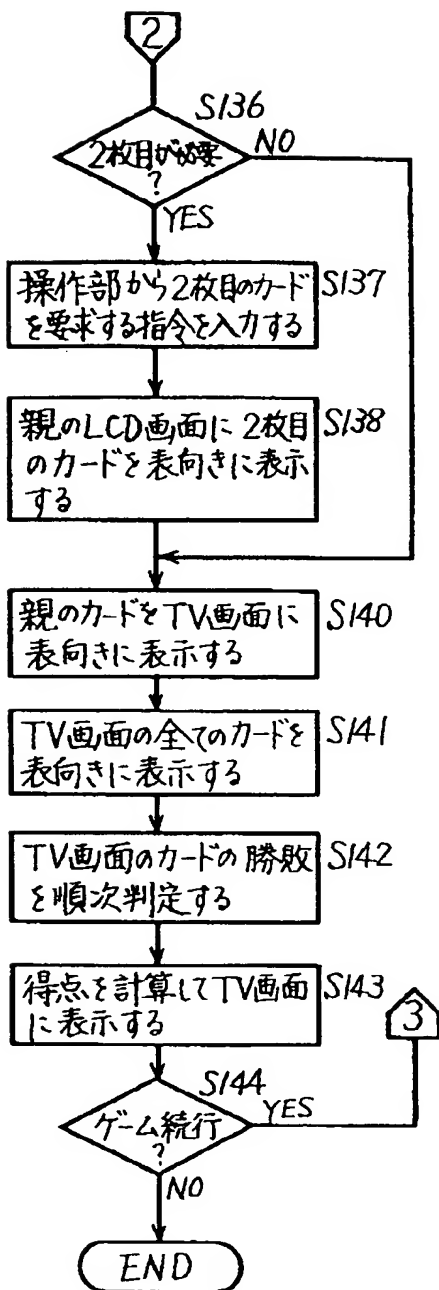 2
S136
2枚目が必要
?
NO
YES
操作部から2枚目のカード
を要求する指令を入力する
S137
親のLCD画面に2枚目
のカードを表向きに表示
する
S138
親のカードをTV画面に
表向きに表示する
S140
TV画面の全てのカードを
表向きに表示する
S141
TV画面のカードの勝敗
を順次判定する
S142
得点を計算してTV画面
に表示する
S143
3
S144
ゲーム続行
?
YES
NO
END